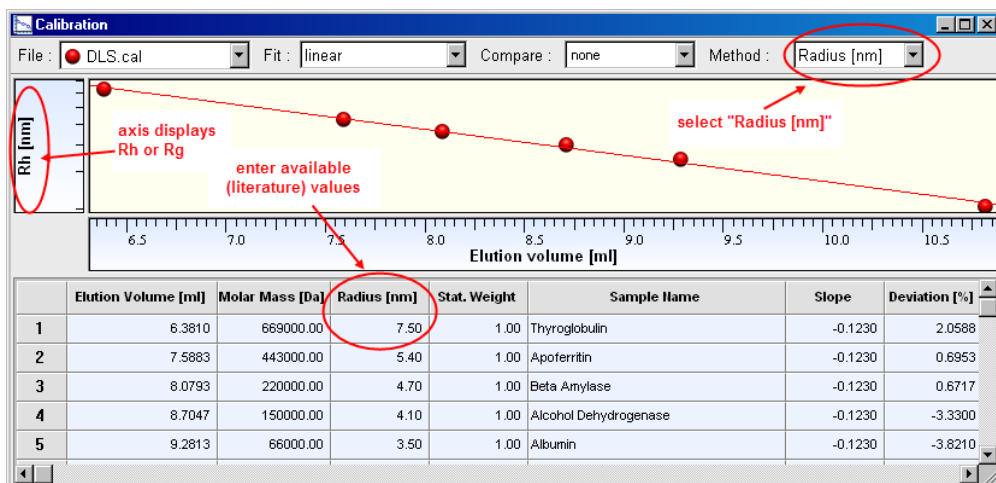 Calibration
File : DLS.cal Fit : linear Compare : none Method : Radius [nm]
Rh [nm]
axis displays
Rh or Rg
select "Radius [nm]"
enter available
(literature) values
6.5 7.0 7.5 8.0 8.5 9.0 9.5 10.0 10.5
Elution volume [ml]
Elution Volume [ml] Molar Mass [Da] Radius [nm] Stat. Weight Sample Name Slope Deviation [%]
1 6.3810 669000.00 7.50 1.00 Thyroglobulin -0.1230 2.0588
2 7.5883 443000.00 5.40 1.00 Apoferritin -0.1230 0.6953
3 8.0793 220000.00 4.70 1.00 Beta Amylase -0.1230 0.6717
4 8.7047 150000.00 4.10 1.00 Alcohol Dehydrogenase -0.1230 -3.3300
5 9.2813 66000.00 3.50 1.00 Albumin -0.1230 -3.8210